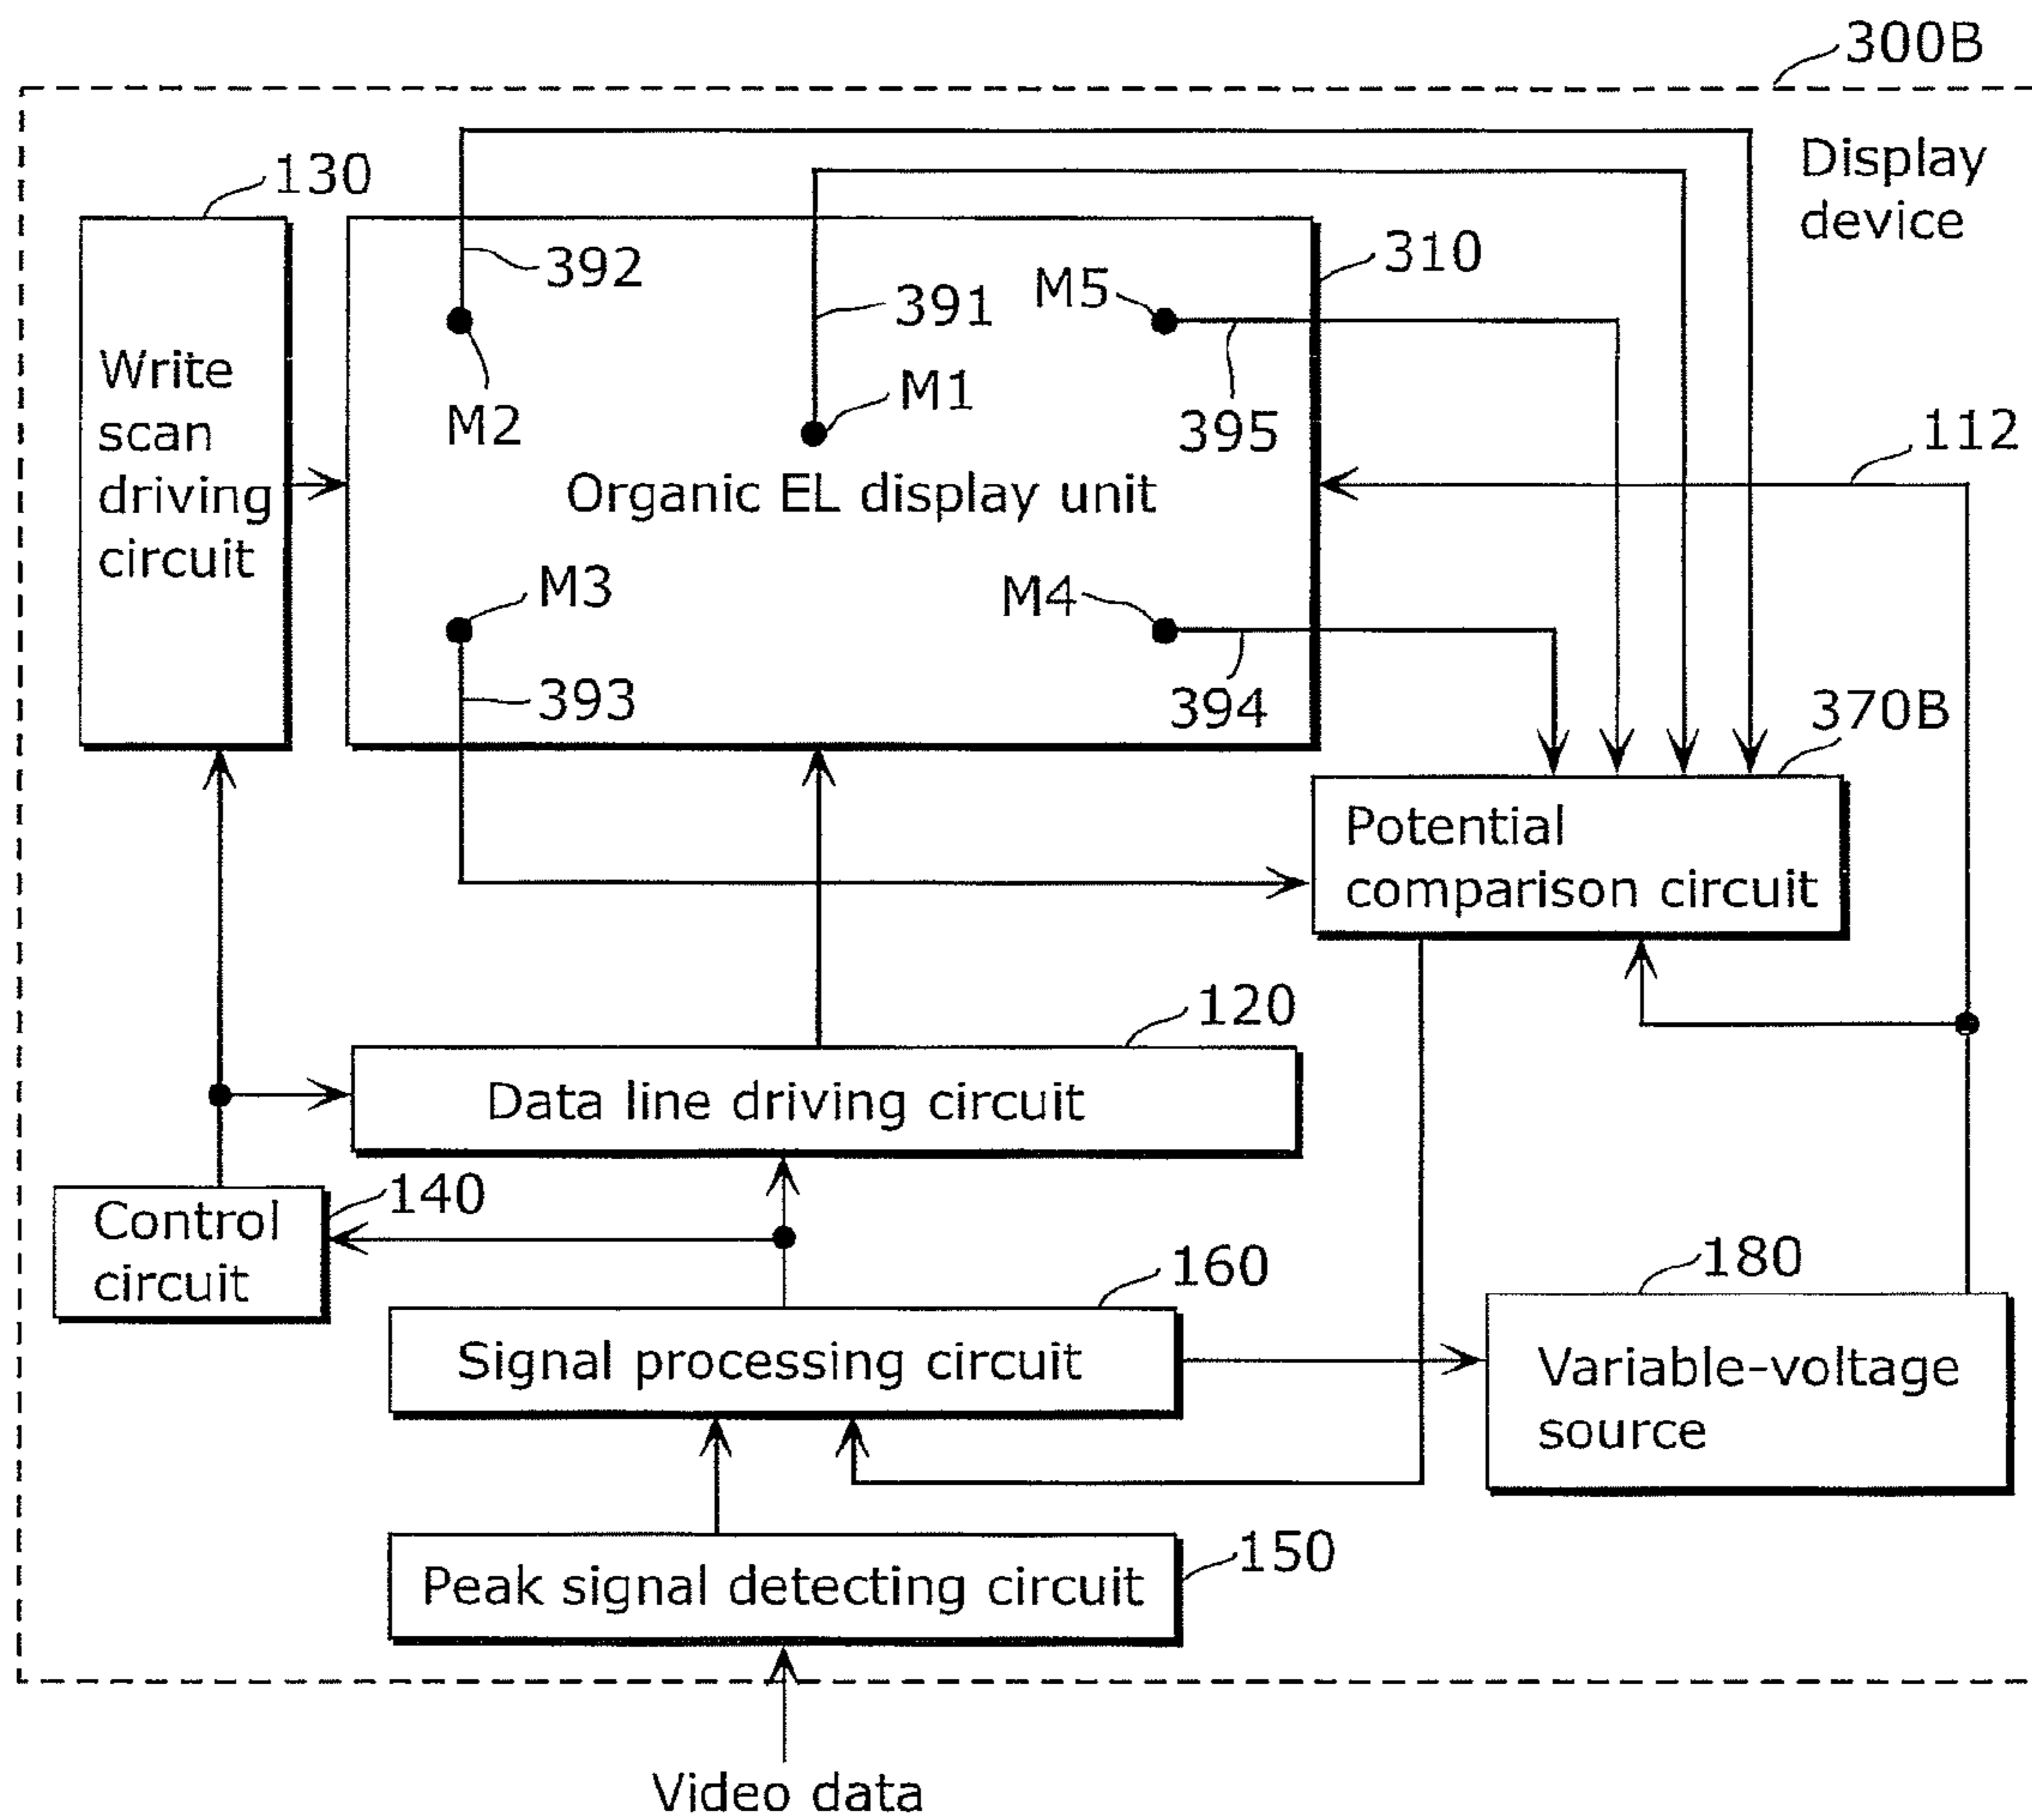 300B
Display
device
130
392
391
M5
310
Write
scan
driving
circuit
M2
M1
395
112
Organic EL display unit
M3
M4
393
394
370B
Potential
comparison circuit
120
Data line driving circuit
140
Control
circuit
160
180
Signal processing circuit
Variable-voltage
source
150
Peak signal detecting circuit
Video data